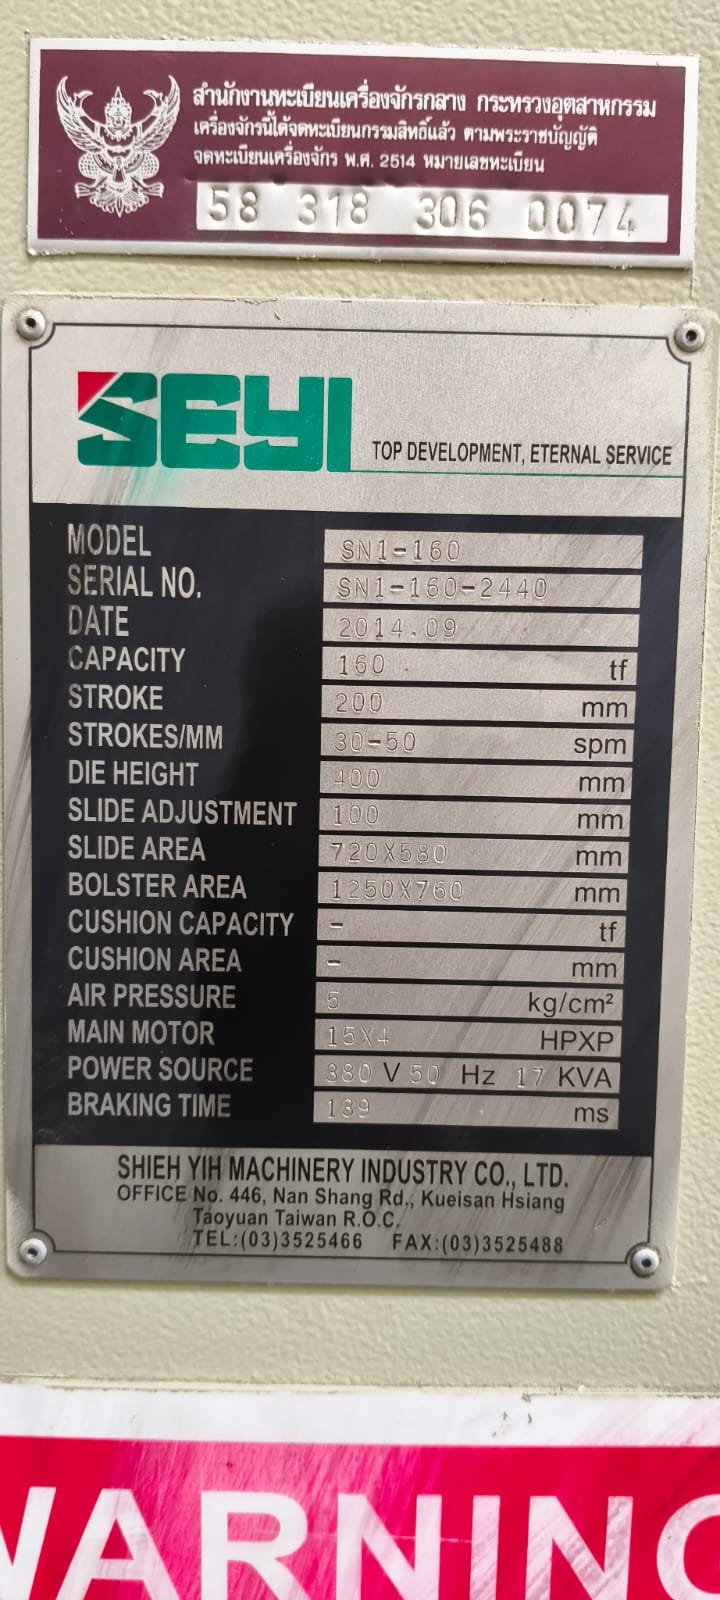 สำนักงานทะเบียนเครื่องจักรกลาง กระทรวงอุตสาหกรรม
เครื่องจักรนี้ได้จดทะเบียนกรรมสิทธิ์แล้ว ตามพระราชบัญญัติ
จดทะเบียนเครื่องจักร พ.ศ. 2514 หมายเลขทะเบียน
58 318 306 0074
SEYI TOP DEVELOPMENT, ETERNAL SERVICE
MODEL SN1-160
SERIAL NO. SN1-160-2440
DATE 2014.09
CAPACITY 160 tf
STROKE 200 mm
STROKES/MM 30-50 spm
DIE HEIGHT 400 mm
SLIDE ADJUSTMENT 100 mm
SLIDE AREA 720X580 mm
BOLSTER AREA 1250X760 mm
CUSHION CAPACITY - tf
CUSHION AREA - mm
AIR PRESSURE 5 kg/cm²
MAIN MOTOR 15X4 HPXP
POWER SOURCE 380 V 50 Hz 17 KVA
BRAKING TIME 139 ms
SHIEH YIH MACHINERY INDUSTRY CO., LTD.
OFFICE No. 446, Nan Shang Rd., Kueisan Hsiang
Taoyuan Taiwan R.O.C.
TEL:(03)3525466 FAX:(03)3525488
WARNING